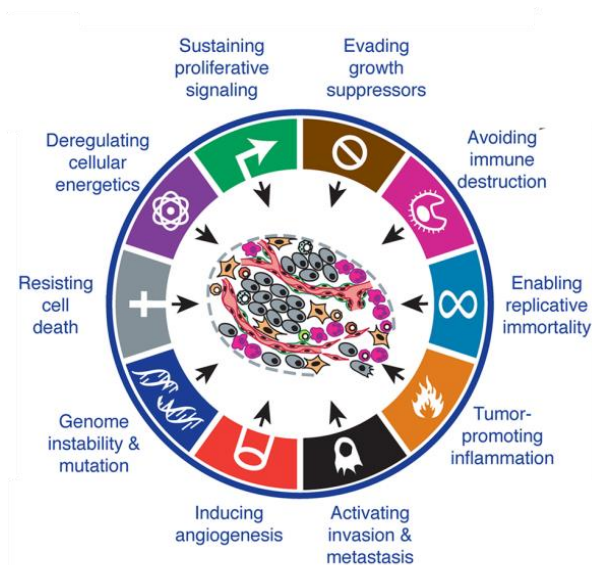 Sustaining
proliferative
signaling
Evading
growth
suppressors
Avoiding
immune
destruction
Enabling
replicative
immortality
Tumor-
promoting
inflammation
Activating
invasion &
metastasis
Inducing
angiogenesis
Genome
instability &
mutation
Resisting
cell
death
Deregulating
cellular
energetics